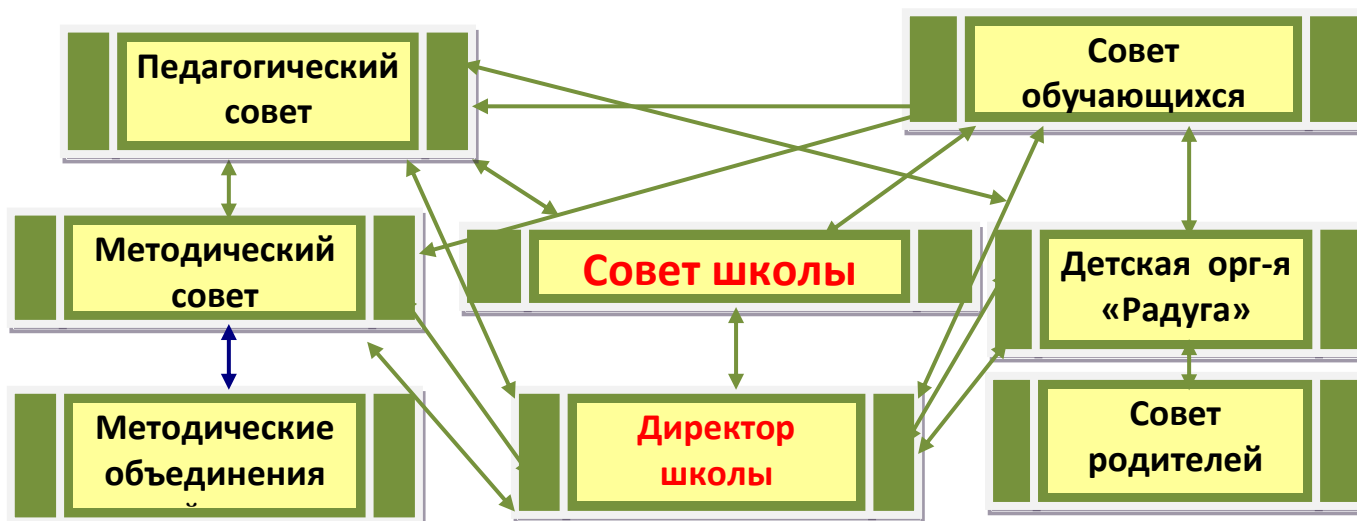 Педагогический
совет
Совет
обучающихся
Методический
совет
Совет школы
Детская орг-я
«Радуга»
Методические
объединения
Директор
школы
Совет
родителей